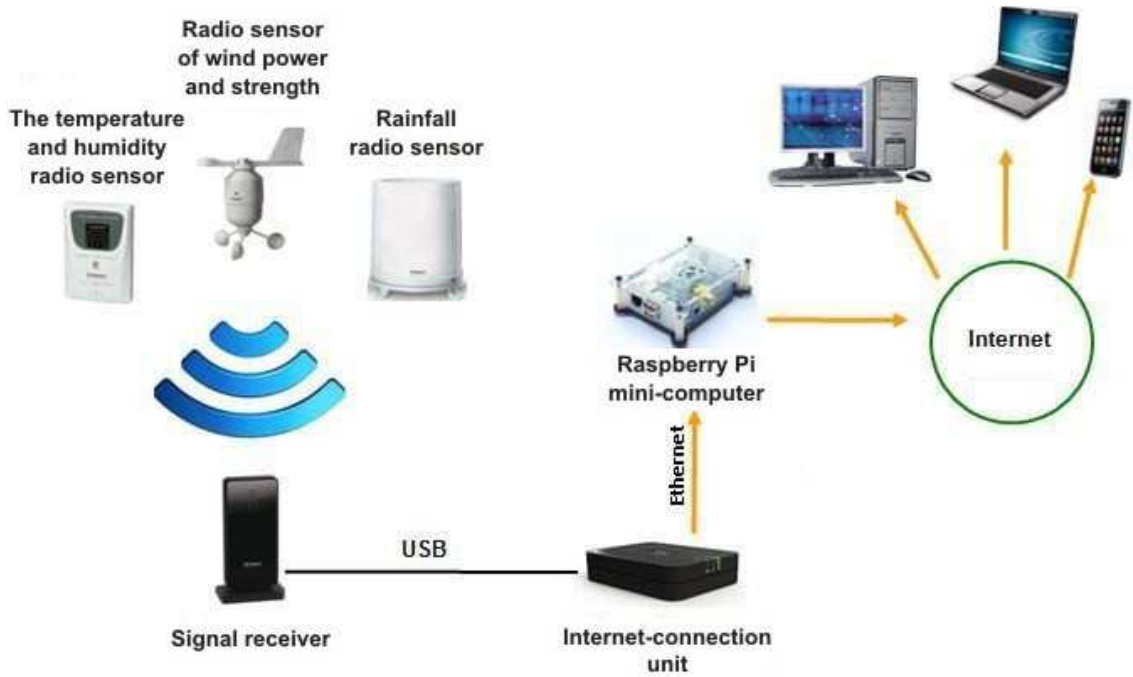 Radio sensor
of wind power
and strength
The temperature
and humidity
radio sensor
Rainfall
radio sensor
Internet
Raspberry Pi
mini-computer
Ethernet
USB
Signal receiver
Internet-connection
unit